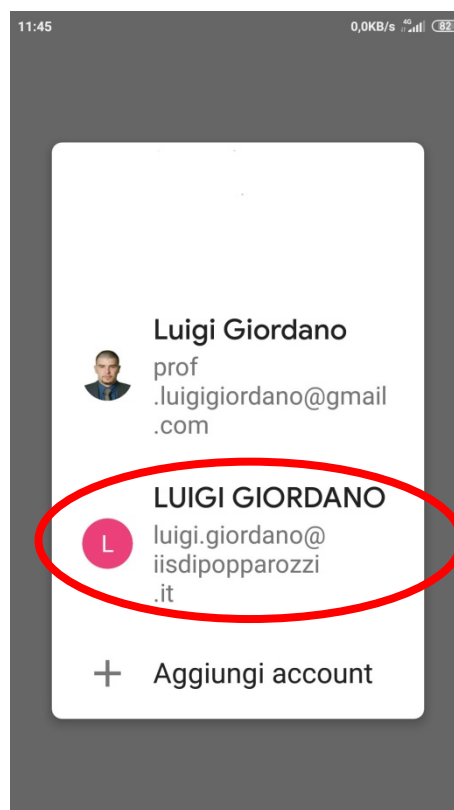 11:45 0,0KB/s 4G 82
Luigi Giordano
prof
.luigigiordano@gmail
.com
LUIGI GIORDANO
L
luigi.giordano@
iisdipopparozzi
.it
+ Aggiungi account